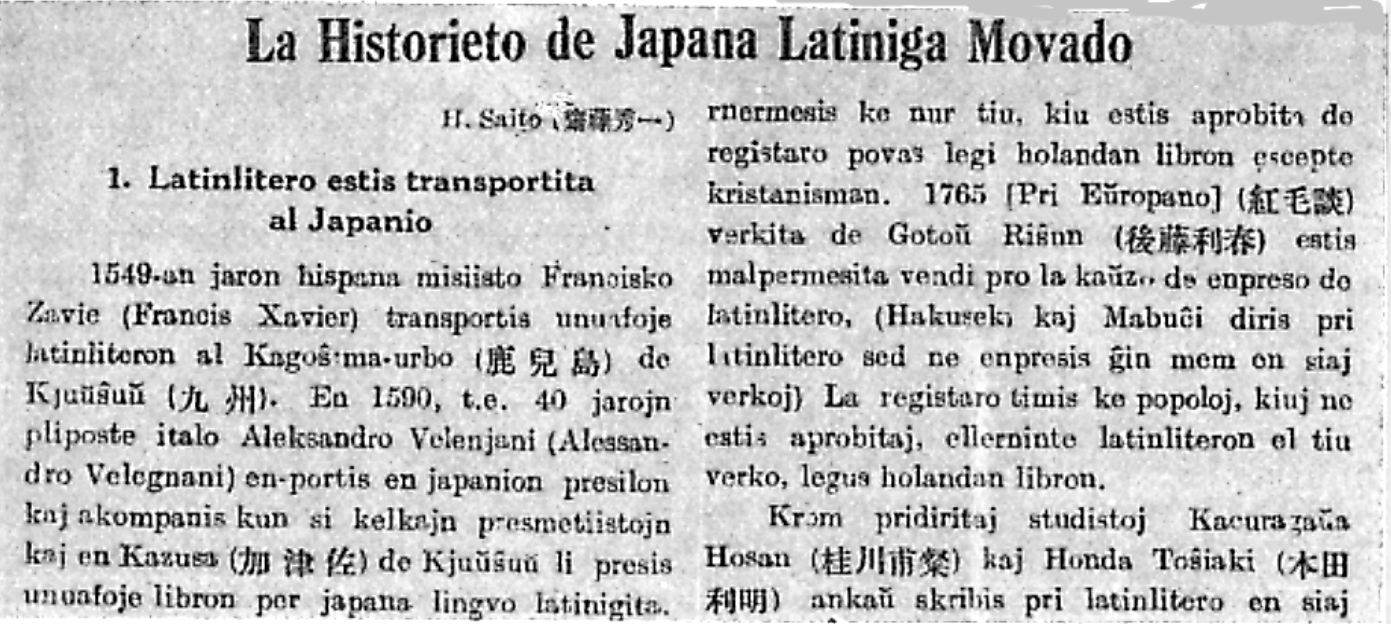 La Historieto de Japana Latiniga Movado
H. Saito (齋藤秀一)
1. Latinlitero estis transportita
al Japanio
1549-an jaron hispana misiisto Francisko
Zavie (Francis Xavier) transportis unuafoje
latinliteron al Kagoŝima-urbo (鹿兒島) de
Kjuŭŝuŭ (九州). En 1590, t.e. 40 jarojn
pliposte italo Aleksandro Velenjani (Alessan-
dro Velegnani) en-portis en japanion presilon
kaj akompanis kun si kelkajn presmetiistojn
kaj en Kazusa (加津佐) de Kjuŭŝuŭ li presis
unuafoje libron per japana lingvo latinigita.
rnermesis ke nur tiu, kiu estis aprobita de
registaro povas legi holandan libron escepte
kristanisman. 1765 [Pri Eŭropano] (紅毛談)
verkita de Gotoŭ Riŝun (後藤利春) estis
malpermesita vendi pro la kaŭzo de enpreso de
latinlitero, (Hakuseki kaj Mabuĉi diris pri
latinlitero sed ne enpresis ĝin mem en siaj
verkoj) La registaro timis ke popoloj, kiuj ne
estis aprobitaj, ellerninte latinliteron el tiu
verko, legus holandan libron.
Krom pridiritaj studistoj Kacuragaŭa
Hosan (桂川甫粲) kaj Honda Toŝiaki (本田
利明) ankaŭ skribis pri latinlitero en siaj